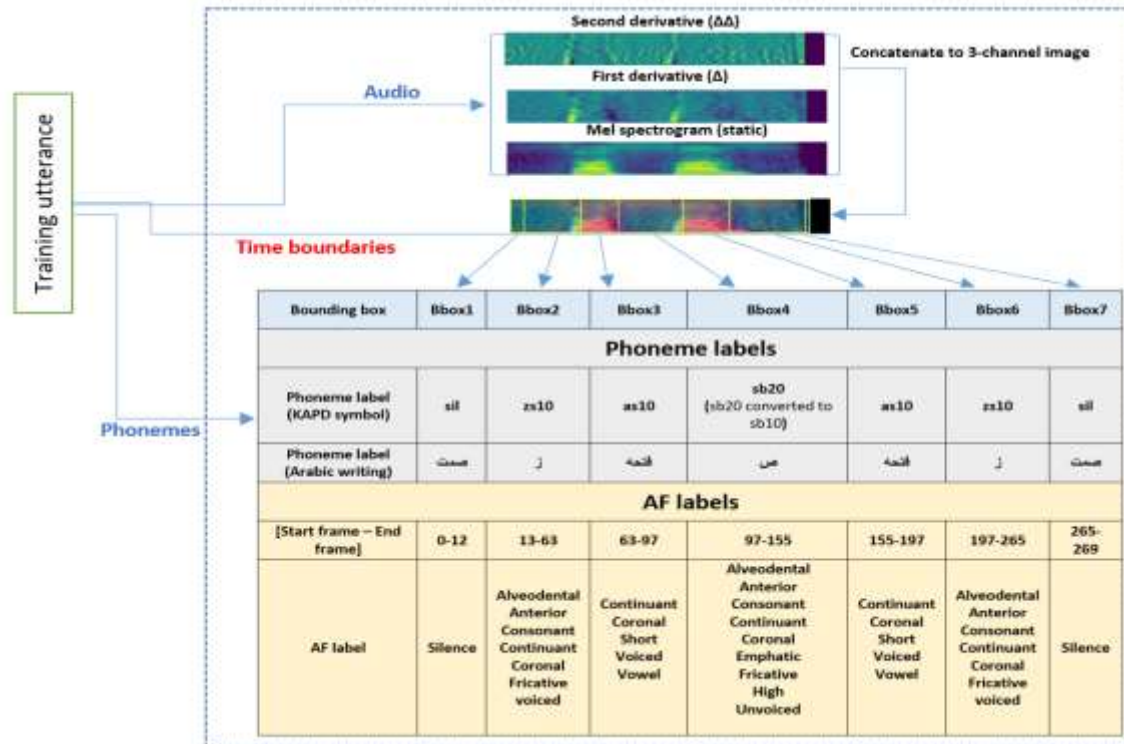 Second derivative (ΔΔ)
Concatenate to 3-channel image
First derivative (Δ)
Audio
Mel spectrogram (static)
Training utterance
Time boundaries
Phonemes
Bounding box Bbox1 Bbox2 Bbox3 Bbox4 Bbox5 Bbox6 Bbox7
Phoneme labels
Phoneme label (KAPD symbol) sil zs10 as10 sb20 (sb20 converted to sb10) as10 zs10 sil
Phoneme label (Arabic writing) صمت ز فتحه ص فتحه ز صمت
AF labels
[Start frame – End frame] 0-12 13-63 63-97 97-155 155-197 197-265 265-269
AF label
Silence
Alveodental
Anterior
Consonant
Continuant
Coronal
Fricative
voiced
Continuant
Coronal
Short
Voiced
Vowel
Alveodental
Anterior
Consonant
Continuant
Coronal
Emphatic
Fricative
High
Unvoiced
Continuant
Coronal
Short
Voiced
Vowel
Alveodental
Anterior
Consonant
Continuant
Coronal
Fricative
voiced
Silence